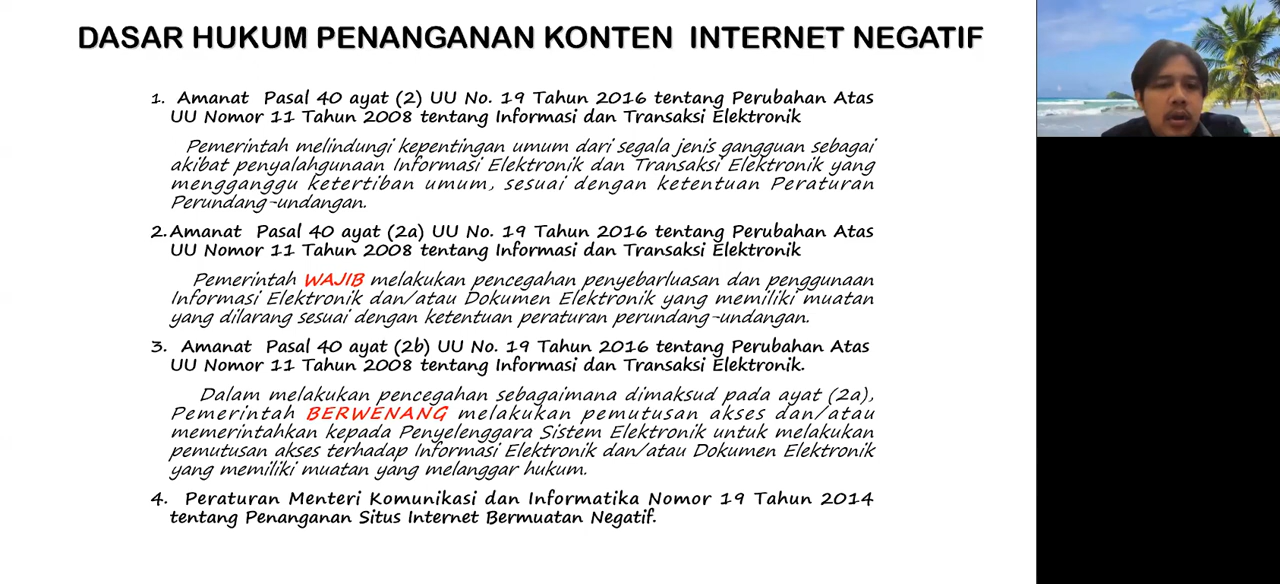 DASAR HUKUM PENANGANAN KONTEN INTERNET NEGATIF
1. Amanat Pasal 40 ayat (2) UU No. 19 Tahun 2016 tentang Perubahan Atas
UU Nomor 11 Tahun 2008 tentang Informasi dan Transaksi Elektronik
Pemerintah melindungi kepentingan umum dari segala jenis gangguan sebagai
akibat penyalahgunaan Informasi Elektronik dan Transaksi Elektronik yang
mengganggu ketertiban umum, sesuai dengan ketentuan Peraturan
Perundang-undangan.
2. Amanat Pasal 40 ayat (2a) UU No. 19 Tahun 2016 tentang Perubahan Atas
UU Nomor 11 Tahun 2008 tentang Informasi dan Transaksi Elektronik
Pemerintah WAJIB melakukan pencegahan penyebarluasan dan penggunaan
Informasi Elektronik dan/atau Dokumen Elektronik yang memiliki muatan
yang dilarang sesuai dengan ketentuan peraturan perundang-undangan.
3. Amanat Pasal 40 ayat (2b) UU No. 19 Tahun 2016 tentang Perubahan Atas
UU Nomor 11 Tahun 2008 tentang Informasi dan Transaksi Elektronik.
Dalam melakukan pencegahan sebagaimana dimaksud pada ayat (2a),
Pemerintah BERWENANG melakukan pemutusan akses dan/atau
memerintahkan kepada Penyelenggara Sistem Elektronik untuk melakukan
pemutusan akses terhadap Informasi Elektronik dan/atau Dokumen Elektronik
yang memiliki muatan yang melanggar hukum.
4. Peraturan Menteri Komunikasi dan Informatika Nomor 19 Tahun 2014
tentang Penanganan Situs Internet Bermuatan Negatif.